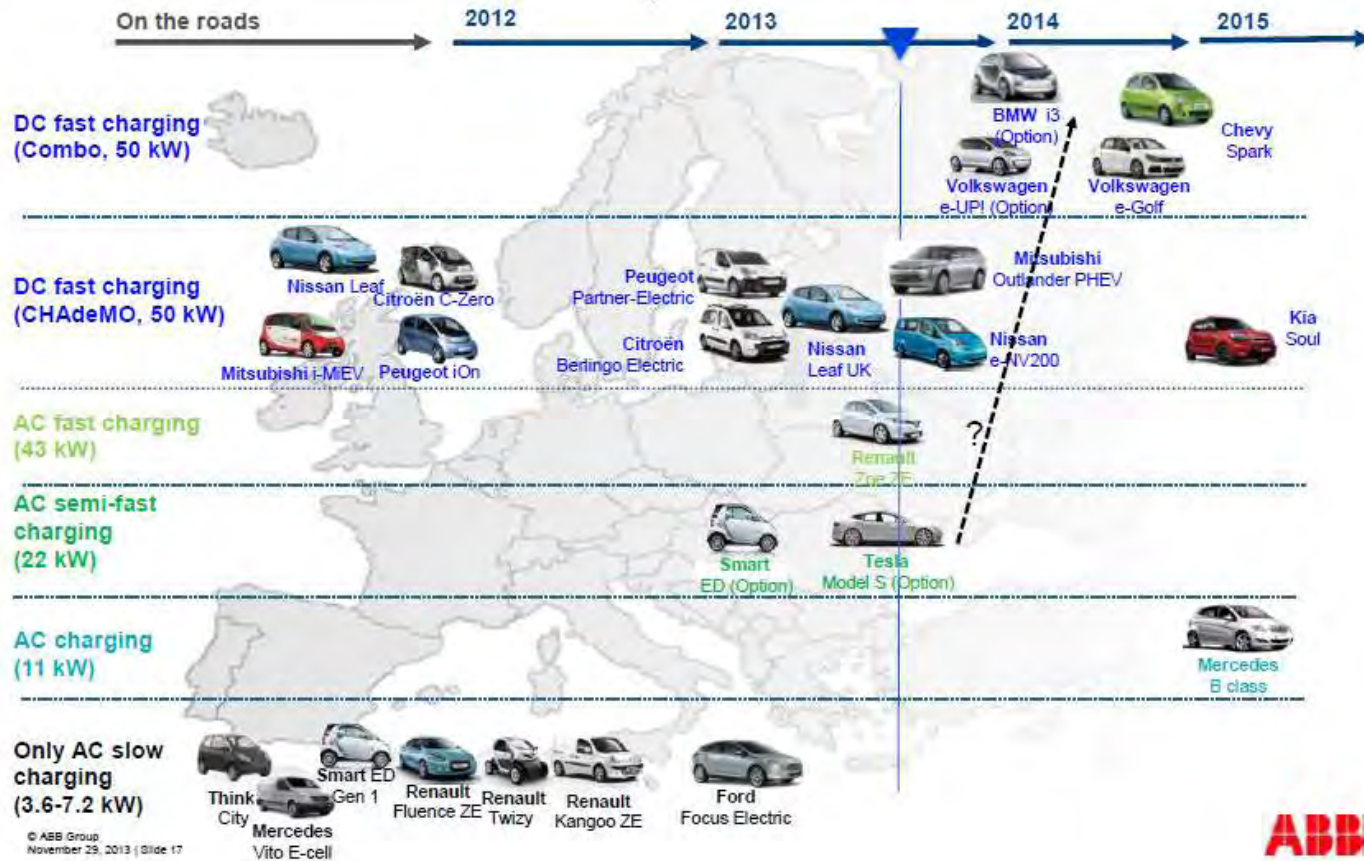 On the roads
2012
2013
2014
2015
DC fast charging
(Combo, 50 kW)
BMW i3
(Option)
Chevy
Spark
Volkswagen
e-UP! (Option)
Volkswagen
e-Golf
DC fast charging
(CHAdeMO, 50 kW)
Nissan Leaf
Citroën C-Zero
Mitsubishi i-MiEV
Peugeot iOn
Peugeot
Partner-Electric
Citroën
Berlingo Electric
Nissan
Leaf UK
Mitsubishi
Outlander PHEV
Nissan
e-NV200
Kia
Soul
AC fast charging
(43 kW)
Renault
Zoe ZE
?
AC semi-fast
charging
(22 kW)
Smart
ED (Option)
Tesla
Model S (Option)
AC charging
(11 kW)
Mercedes
B class
Only AC slow
charging
(3.6-7.2 kW)
Think
City
Mercedes
Vito E-cell
Smart ED
Gen 1
Renault
Fluence ZE
Renault
Twizy
Renault
Kangoo ZE
Ford
Focus Electric
© ABB Group
November 29, 2013 | Slide 17
ABB